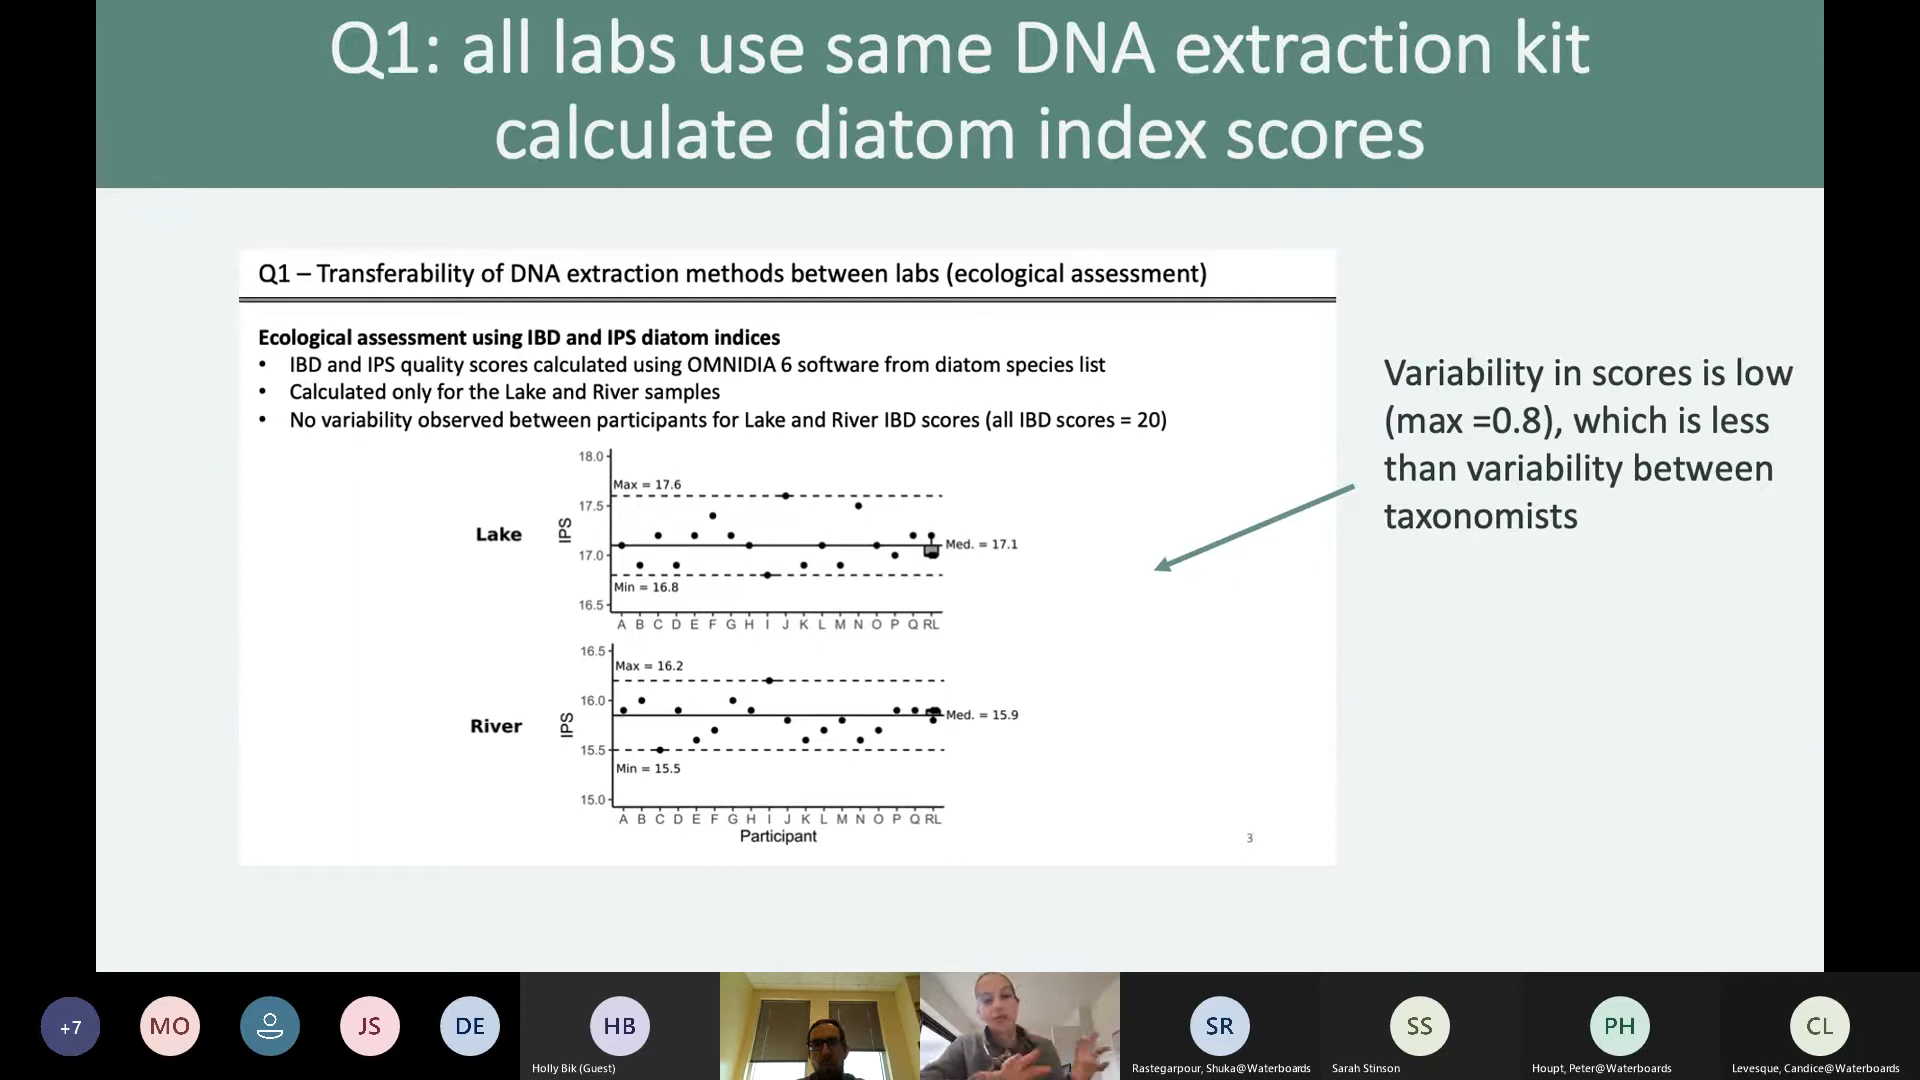 Q1: all labs use same DNA extraction kit
calculate diatom index scores
Q1 – Transferability of DNA extraction methods between labs (ecological assessment)
Ecological assessment using IBD and IPS diatom indices
• IBD and IPS quality scores calculated using OMNIDIA 6 software from diatom species list
• Calculated only for the Lake and River samples
• No variability observed between participants for Lake and River IBD scores (all IBD scores = 20)
Variability in scores is low
(max =0.8), which is less
than variability between
taxonomists
18.0
Max = 17.6
17.5
Lake
IPS
Med. = 17.1
17.0
Min = 16.8
16.5
A B C D E F G H I J K L M N O P Q RL
16.5
Max = 16.2
16.0
River
IPS
Med. = 15.9
15.5
Min = 15.5
15.0
A B C D E F G H I J K L M N O P Q RL
Participant
3
+7
MO
JS
DE
HB
SR
SS
PH
CL
Holly Bik (Guest)
Rastegarpour, Shuka@Waterboards
Sarah Stinson
Houpt, Peter@Waterboards
Levesque, Candice@Waterboards